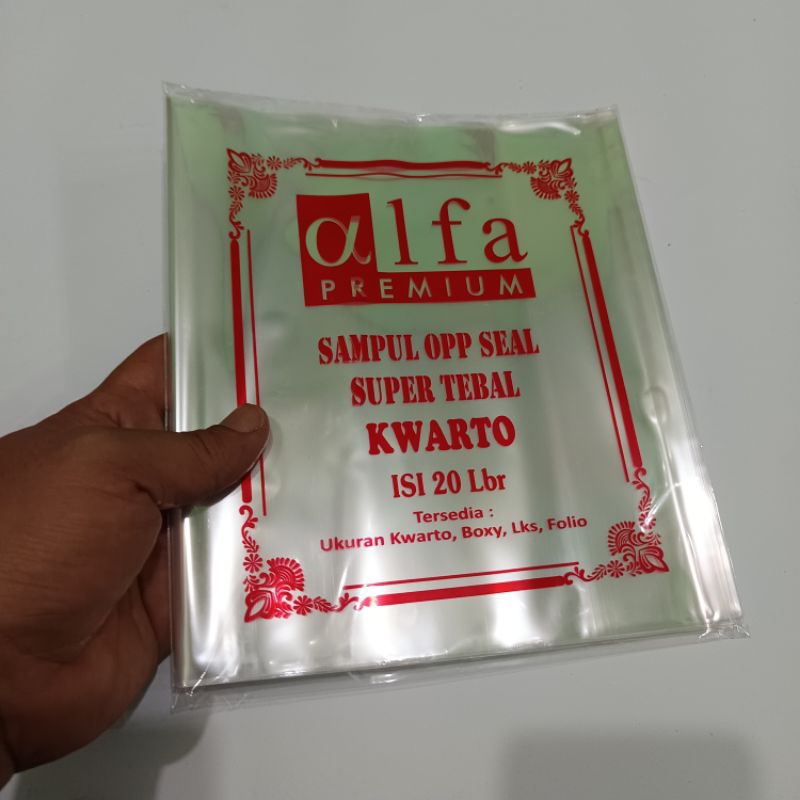 αlfa
PREMIUM
SAMPUL OPP SEAL
SUPER TEBAL
KWARTO
ISI 20 Lbr
Tersedia :
Ukuran Kwarto, Boxy, Lks, Folio